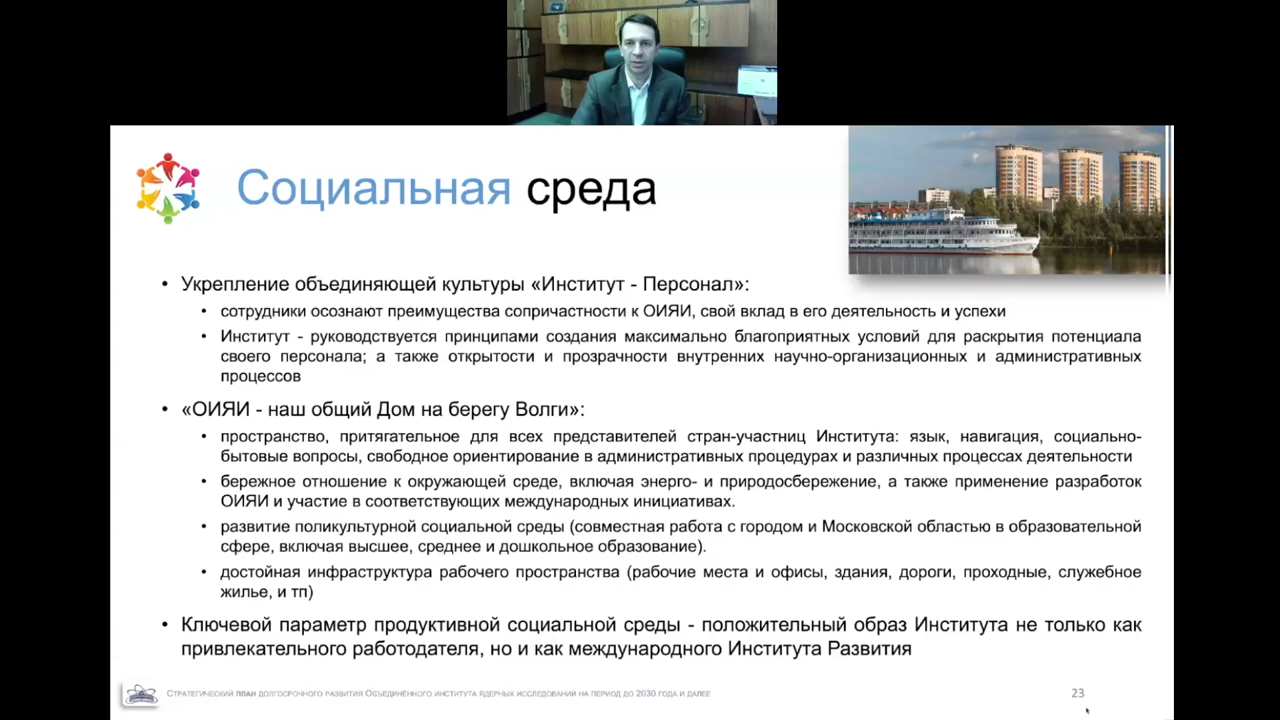 Социальная среда
• Укрепление объединяющей культуры «Институт - Персонал»:
• сотрудники осознают преимущества сопричастности к ОИЯИ, свой вклад в его деятельность и успехи
• Институт - руководствуется принципами создания максимально благоприятных условий для раскрытия потенциала
своего персонала; а также открытости и прозрачности внутренних научно-организационных и административных
процессов
• «ОИЯИ - наш общий Дом на берегу Волги»:
• пространство, притягательное для всех представителей стран-участниц Института: язык, навигация, социально-
бытовые вопросы, свободное ориентирование в административных процедурах и различных процессах деятельности
• бережное отношение к окружающей среде, включая энерго- и природосбережение, а также применение разработок
ОИЯИ и участие в соответствующих международных инициативах.
• развитие поликультурной социальной среды (совместная работа с городом и Московской областью в образовательной
сфере, включая высшее, среднее и дошкольное образование).
• достойная инфраструктура рабочего пространства (рабочие места и офисы, здания, дороги, проходные, служебное
жилье, и тп)
• Ключевой параметр продуктивной социальной среды - положительный образ Института не только как
привлекательного работодателя, но и как международного Института Развития
Стратегический план долгосрочного развития Объединённого института ядерных исследований на период до 2030 года и далее
23